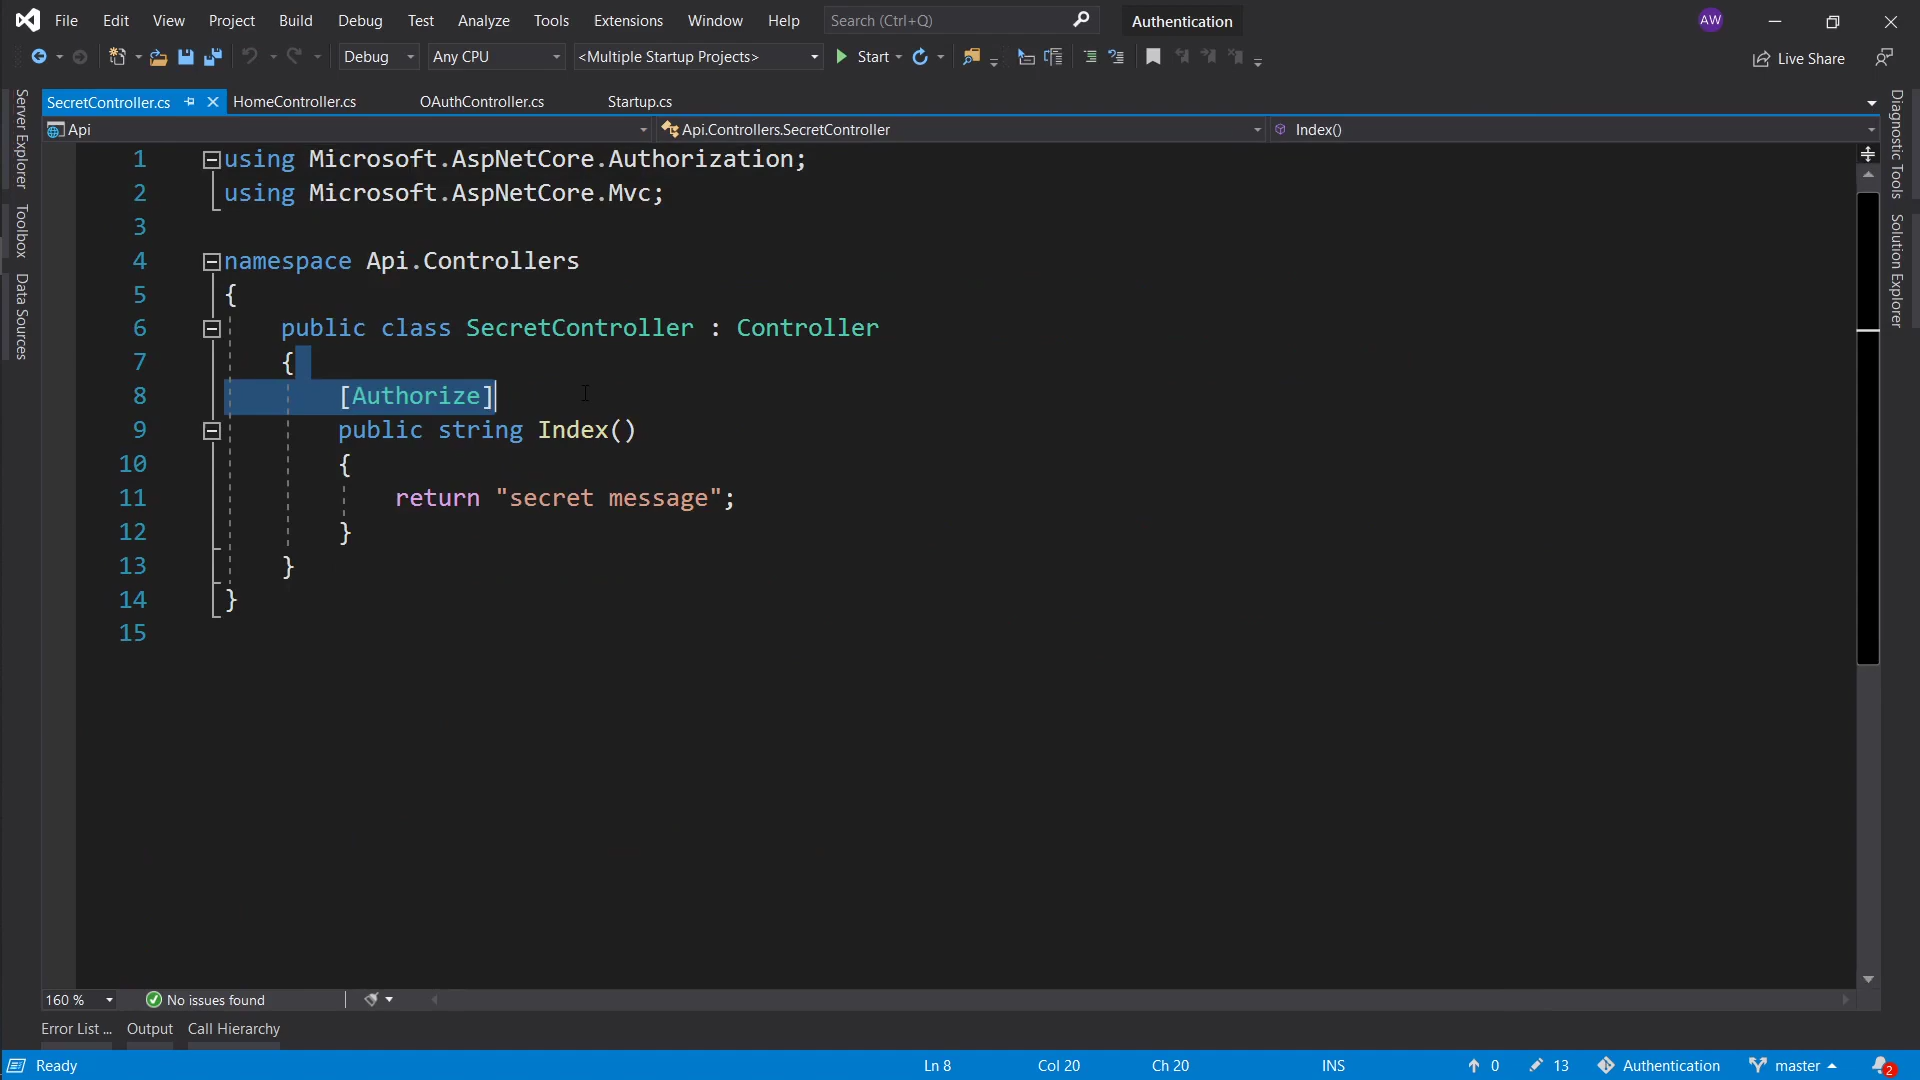 File Edit View Project Build Debug Test Analyze Tools Extensions Window Help Search (Ctrl+Q) Authentication AW
Debug Any CPU <Multiple Startup Projects> Start Live Share
SecretController.cs HomeController.cs OAuthController.cs Startup.cs
Api Api.Controllers.SecretController Index()
Server Explorer
Toolbox
Data Sources
1 using Microsoft.AspNetCore.Authorization;
2 using Microsoft.AspNetCore.Mvc;
3
4 namespace Api.Controllers
5 {
6 public class SecretController : Controller
7 {
8 [Authorize]
9 public string Index()
10 {
11 return "secret message";
12 }
13 }
14 }
15
Diagnostic Tools
Solution Explorer
160 % No issues found
Error List ... Output Call Hierarchy
Ready Ln 8 Col 20 Ch 20 INS 0 13 Authentication master 2